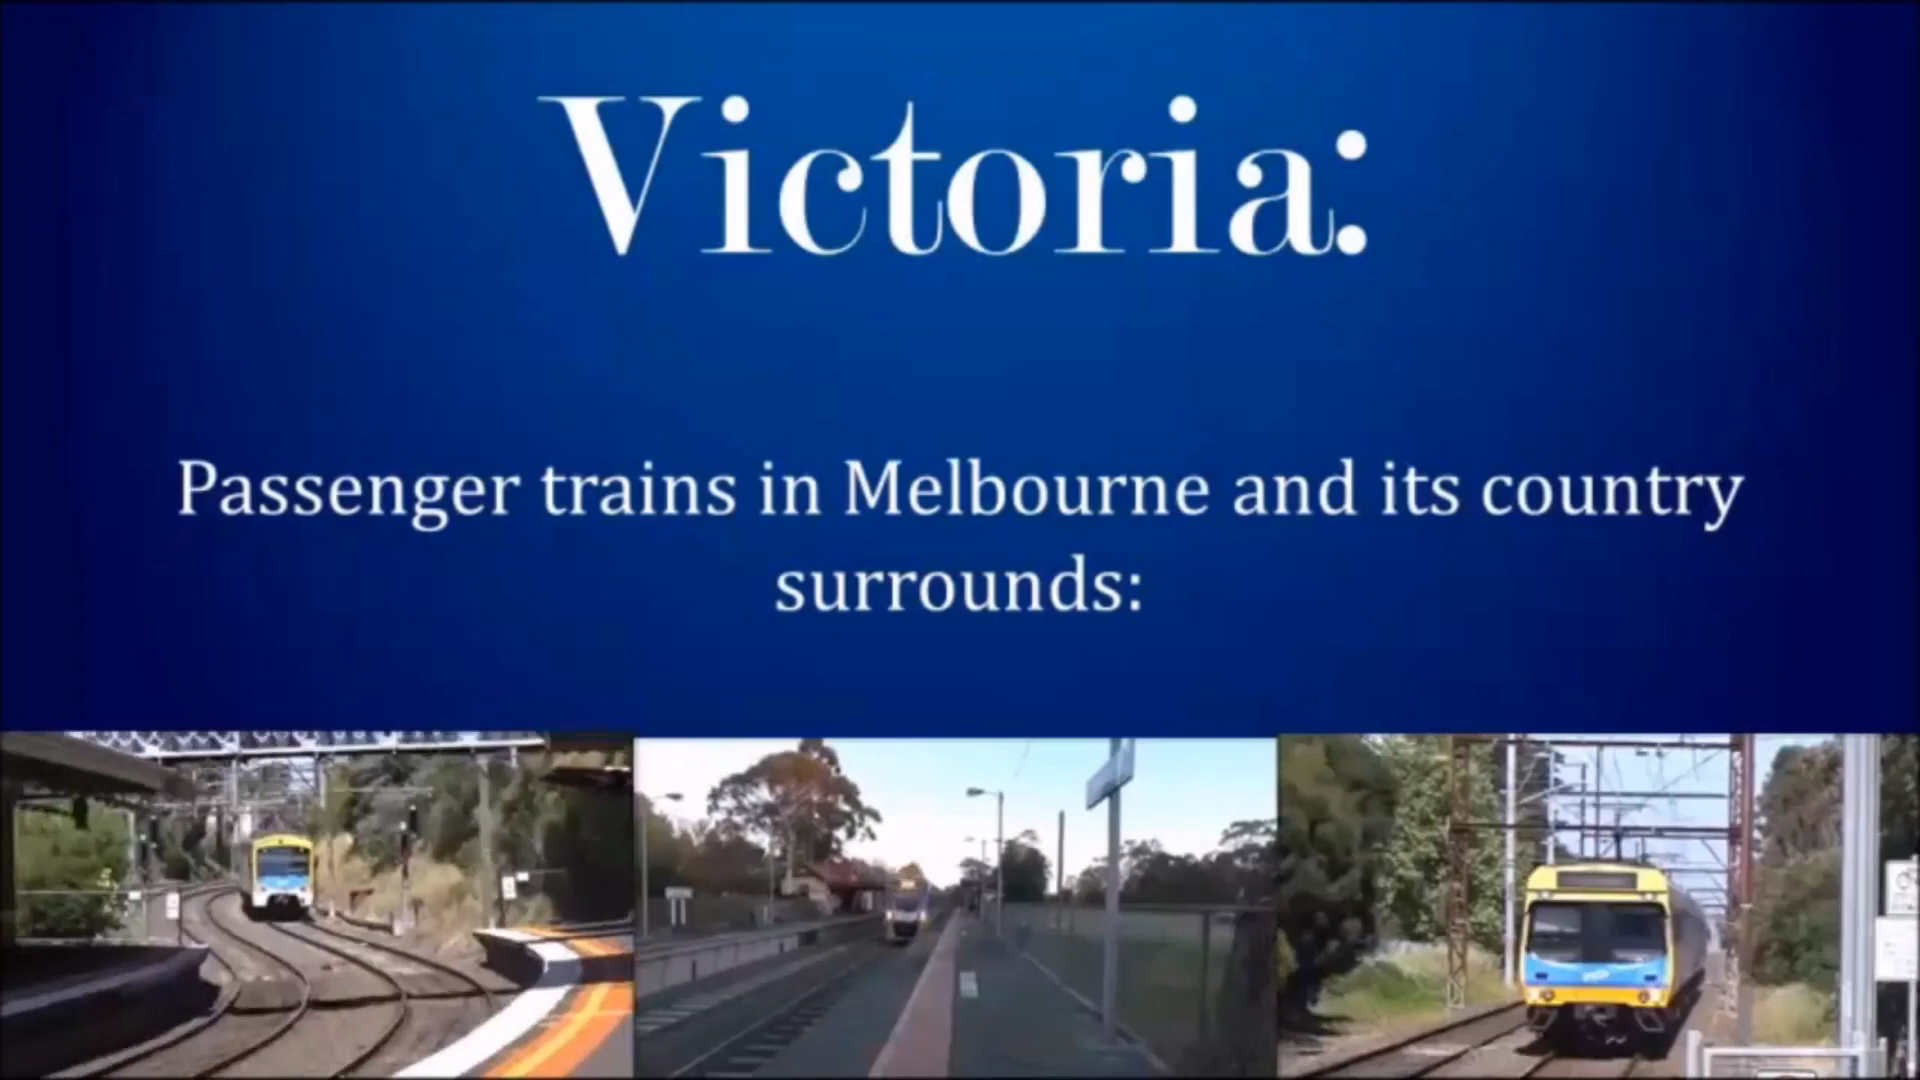 Victoria:
Passenger trains in Melbourne and its country
surrounds: